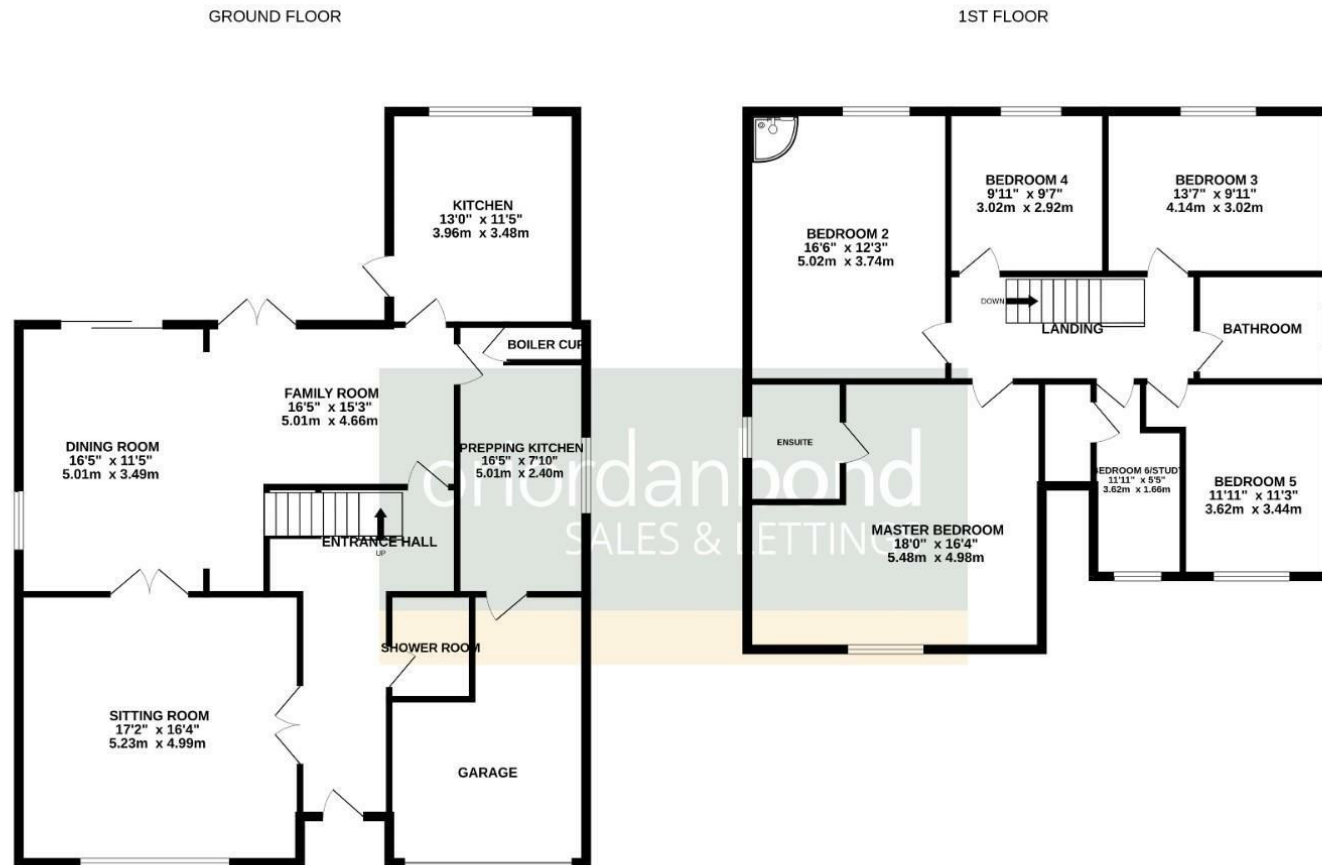 GROUND FLOOR
1ST FLOOR
KITCHEN
13'0" x 11'5"
3.96m x 3.48m
BOILER CUP
FAMILY ROOM
16'5" x 15'3"
5.01m x 4.66m
DINING ROOM
16'5" x 11'5"
5.01m x 3.49m
PREPPING KITCHEN
16'5" x 7'10"
5.01m x 2.40m
ENTRANCE HALL
UP
SHOWER ROOM
SITTING ROOM
17'2" x 16'4"
5.23m x 4.99m
GARAGE
BEDROOM 2
16'6" x 12'3"
5.02m x 3.74m
BEDROOM 4
9'11" x 9'7"
3.02m x 2.92m
BEDROOM 3
13'7" x 9'11"
4.14m x 3.02m
DOWN
LANDING
BATHROOM
ENSUITE
MASTER BEDROOM
18'0" x 16'4"
5.48m x 4.98m
BEDROOM 6/STUDY
11'11" x 5'5"
3.62m x 1.66m
BEDROOM 5
11'11" x 11'3"
3.62m x 3.44m
oriordanbond
SALES & LETTING